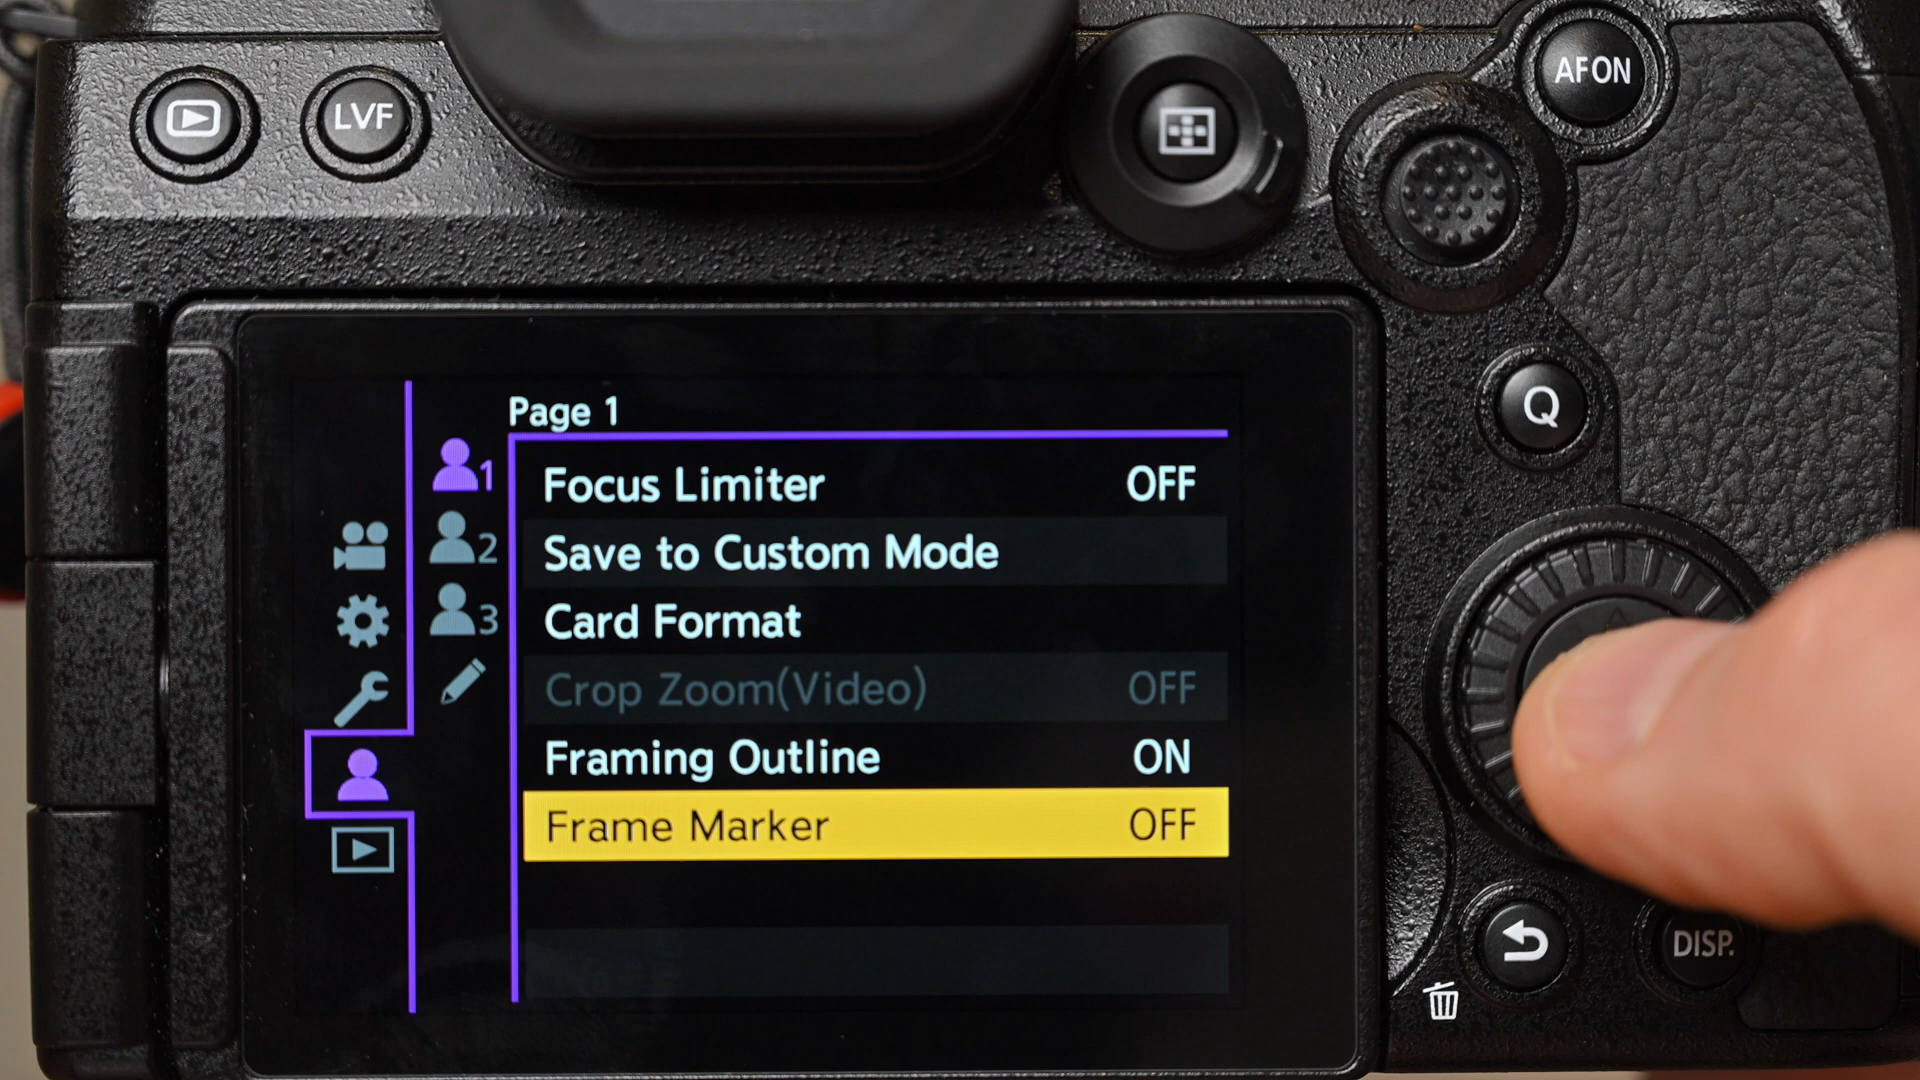 LVF
AF ON
Q
Page 1
1
Focus Limiter OFF
2
Save to Custom Mode
3
Card Format
Crop Zoom(Video) OFF
Framing Outline ON
Frame Marker OFF
DISP.